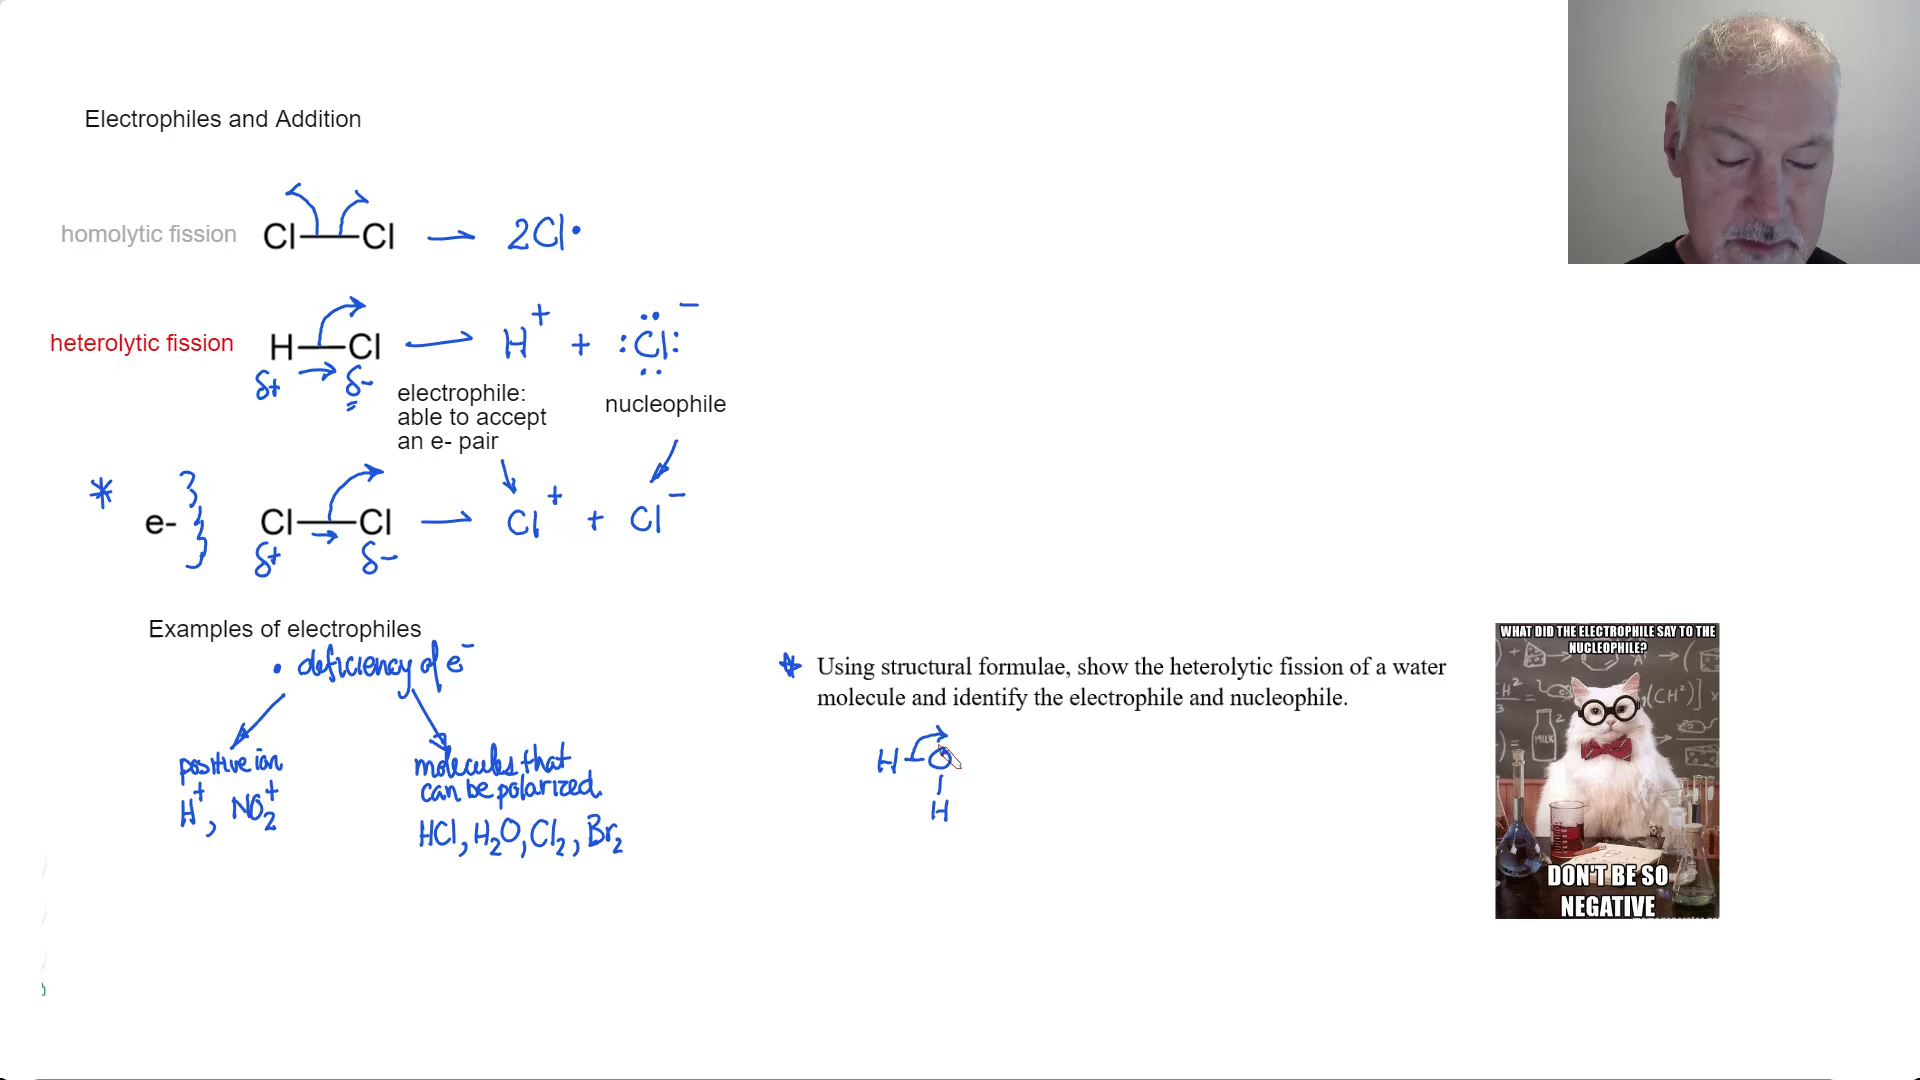 Electrophiles and Addition
homolytic fission Cl—Cl → 2Cl•
heterolytic fission H—Cl → H+ + :Cl:−
δ+ → δ−
electrophile:
able to accept
an e- pair
nucleophile
* e- Cl—Cl → Cl+ + Cl−
δ+ → δ−
Examples of electrophiles
• deficiency of e−
positive ion
H+, NO2+
molecules that
can be polarized.
HCl, H2O, Cl2, Br2
* Using structural formulae, show the heterolytic fission of a water
molecule and identify the electrophile and nucleophile.
H–O
H
WHAT DID THE ELECTROPHILE SAY TO THE
NUCLEOPHILE?
MILK
DON'T BE SO
NEGATIVE